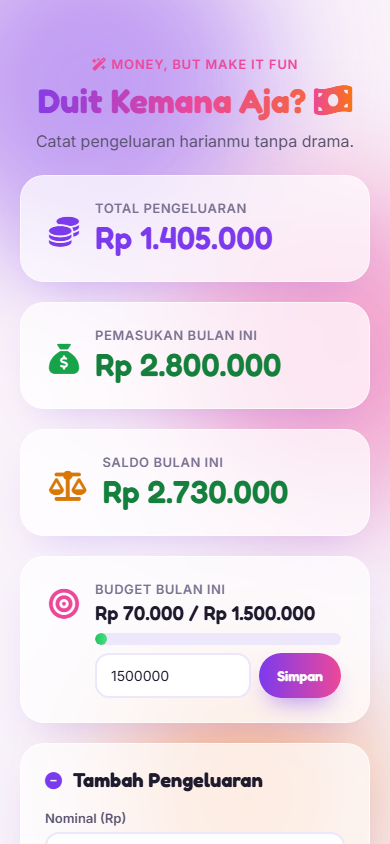 MONEY, BUT MAKE IT FUN
Duit Kemana Aja?
Catat pengeluaran harianmu tanpa drama.
TOTAL PENGELUARAN
Rp 1.405.000
PEMASUKAN BULAN INI
Rp 2.800.000
SALDO BULAN INI
Rp 2.730.000
BUDGET BULAN INI
Rp 70.000 / Rp 1.500.000
1500000
Simpan
Tambah Pengeluaran
Nominal (Rp)